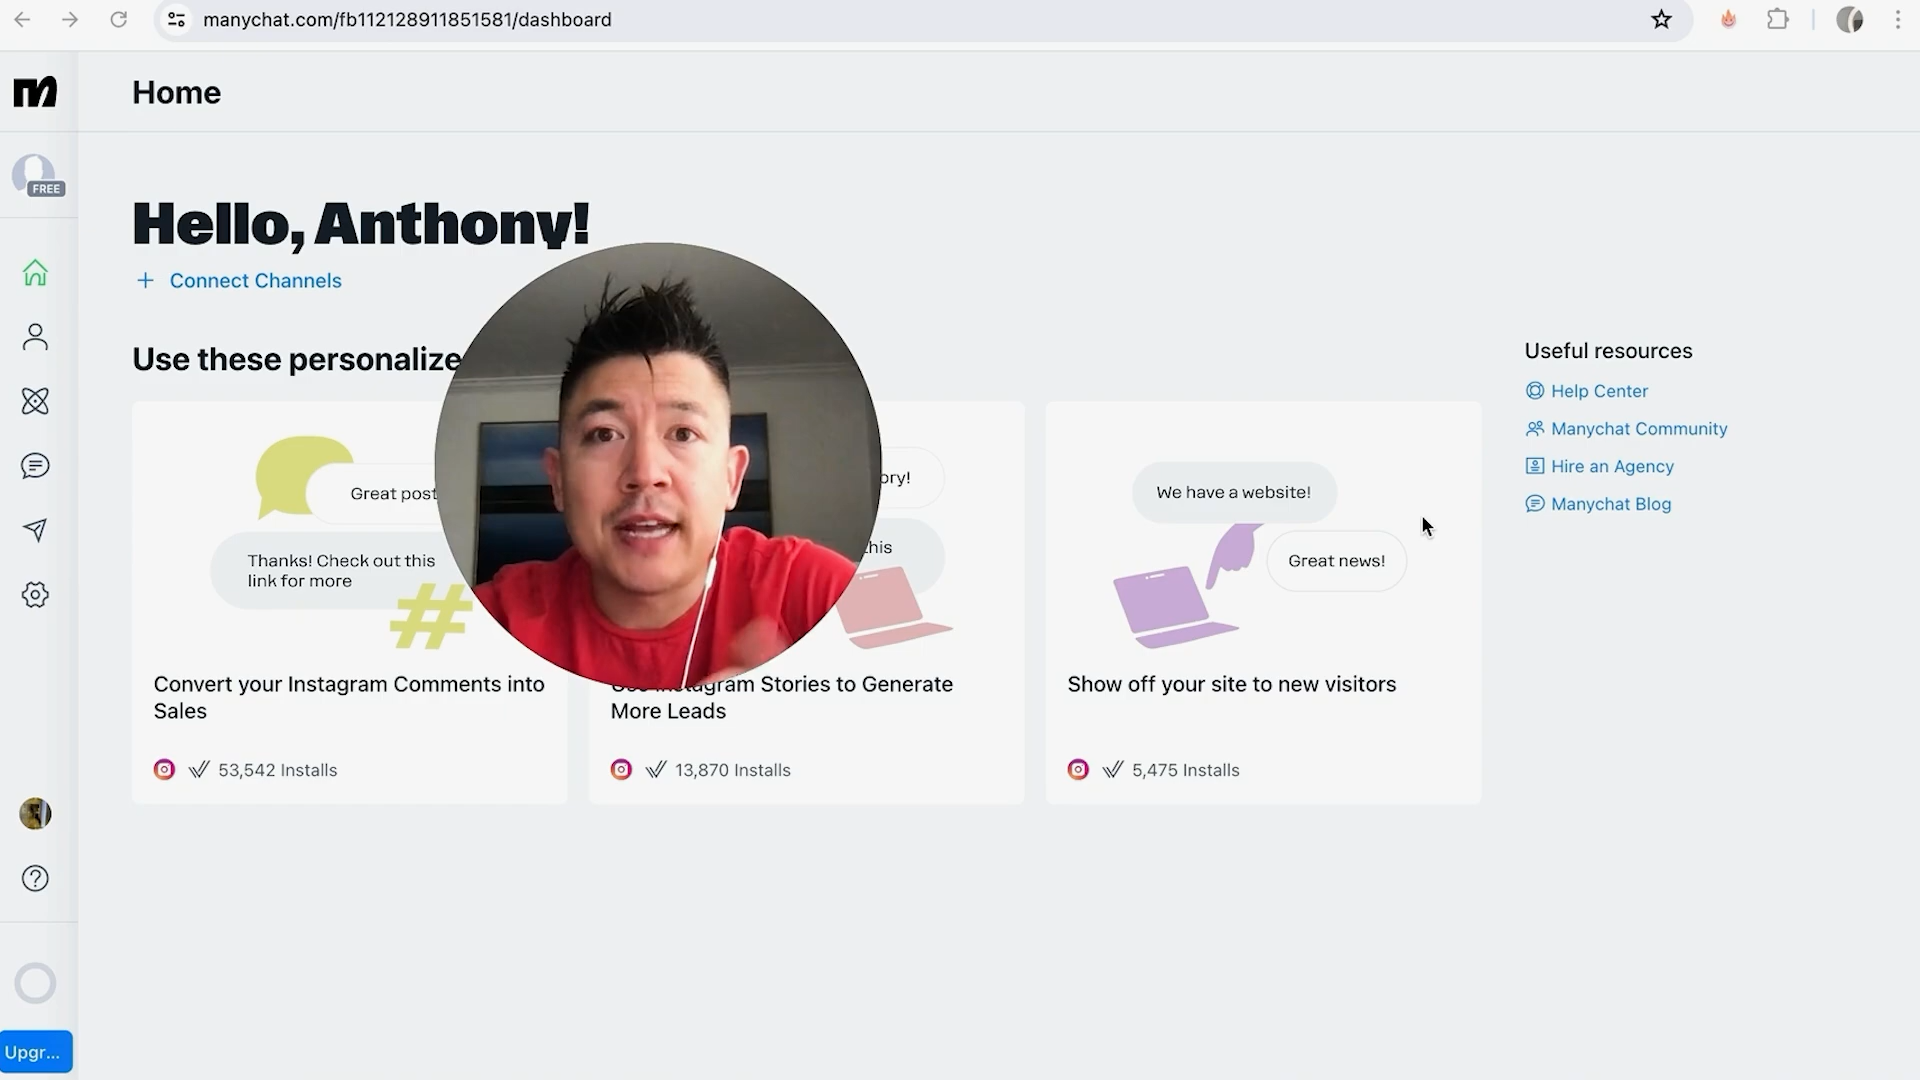 manychat.com/fb112128911851581/dashboard
Home
FREE
Hello, Anthony!
+ Connect Channels
Use these personalize
Great post
Thanks! Check out this
link for more
#
Convert your Instagram Comments into
Sales
53,542 Installs
ory!
this
Instagram Stories to Generate
More Leads
13,870 Installs
We have a website!
Great news!
Show off your site to new visitors
5,475 Installs
Useful resources
Help Center
Manychat Community
Hire an Agency
Manychat Blog
Upgr...